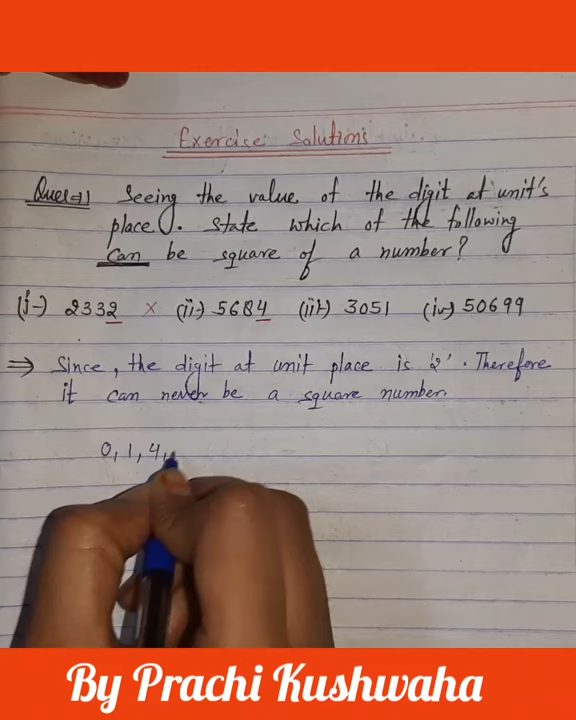 Exercise Solutions
Ques→1 Seeing the value of the digit at unit's
place. State which of the following
can be square of a number?
(i-) 2332 × (ii-) 5684 (iii-) 3051 (iv-) 50699
⇒ Since, the digit at unit place is '2'. Therefore
it can never be a square number.
0, 1, 4,
By Prachi Kushwaha